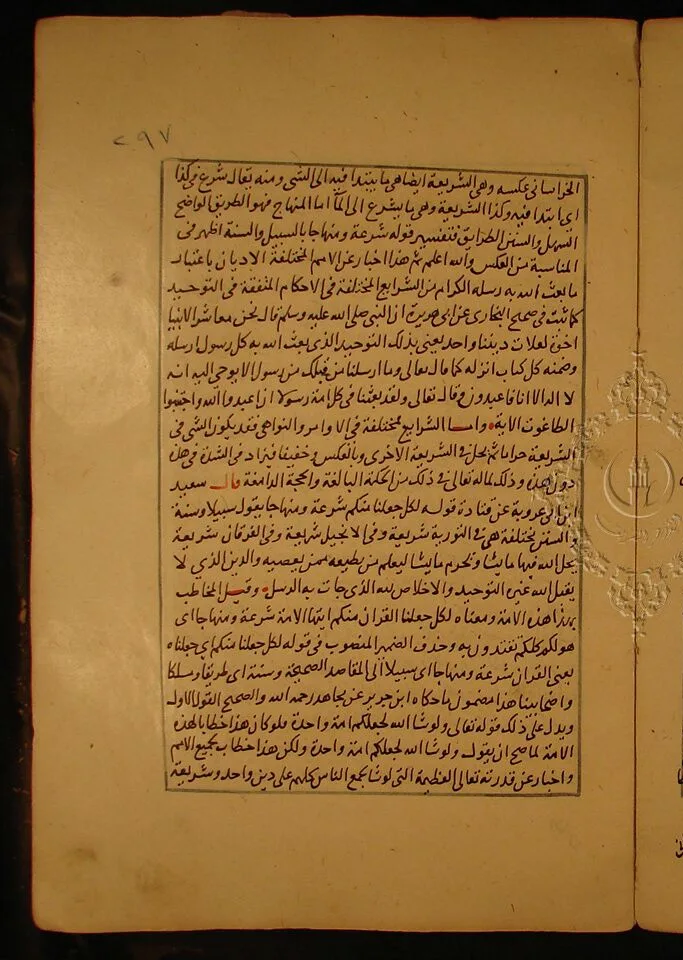 ٢٩٧
الخراساني عكسه وهي الشريعة ايضا هي ما يبتدا فيه الى الشي ومنه يقال شرع في كذا
اي ابتدا فيه وكذا الشريعة وهي ما يشرع الى الما اما المنهاج فهو الطريق الواضح
السهل والسنن الطرايق فتفسير قوله شرعة ومنهاجا بالسبيل والسنة اظهر في
المناسبة من العكس والله اعلم ثم هذا اخبار عن الامم المختلفة الاديان باعتبار
ما بعث الله به رسله الكرام من الشرايع المختلفة في الاحكام المتفقة في التوحيد
كما ثبت في صحيح البخاري عن ابي هريرة ان النبي صلى الله عليه وسلم قال نحن معاشر الانبيا
اخوة لعلات ديننا واحد يعني بذلك التوحيد الذي بعث الله به كل رسول ارسله
وضمنه كل كتاب انزله كما قال تعالى وما ارسلنا من قبلك من رسول الا يوحي اليه انه
لا اله الا انا فاعبدون وقال تعالى ولقد بعثنا في كل امة رسولا ان اعبدوا الله واجتنبوا
الطاغوت الاية واما الشرايع فمختلفة في الاوامر والنواهي فقد يكون الشي في
الشريعة حراما ثم يحل في الشريعة الاخرى وبالعكس وخفيفا فيزاد في الشدة في هذه
دون هذه وذلك لما له تعالى في ذلك من الحكمة البالغة والحجة الدامغة قال سعيد
ابن ابي عروبة عن قتادة قوله لكل جعلنا منكم شرعة ومنهاجا يقول سبيلا وسنة
والسنن مختلفة هي في التورية شريعة وفي الانجيل شريعة وفي الفرقان شريعة
يحل الله فيها ما يشا ويحرم ما يشا ليعلم من يطيعه ممن يعصيه والدين الذي لا
يقبل الله غيره التوحيد والاخلاص لله الذي جات به الرسل وقيل المخاطب
بهذا هذه الامة ومعناه لكل جعلنا القران منكم ايتها الامة شرعة ومنهاجا اي
هو لكم كلكم تقتدون به وحذف الضمير المنصوب في قوله لكل جعلنا منكم اي جعلناه
يعني القران شرعة ومنهاجا اي سبيلا الى المقاصد الصحيحة وسنة اي طريقا ومسلكا
واضحا بينا هذا مضمون ما حكاه ابن جرير عن مجاهد رحمه الله والصحيح القول الاول
ويدل على ذلك قوله تعالى ولو شا الله لجعلكم امة واحدة فلو كان هذا خطابا لهذه
الامة لما صح ان يقول ولو شا الله لجعلكم امة واحدة ولكن هذا خطاب لجميع الامم
واخبار عن قدرته تعالى العظيمة التي لو شا لجمع الناس كلهم على دين واحد وشريعة